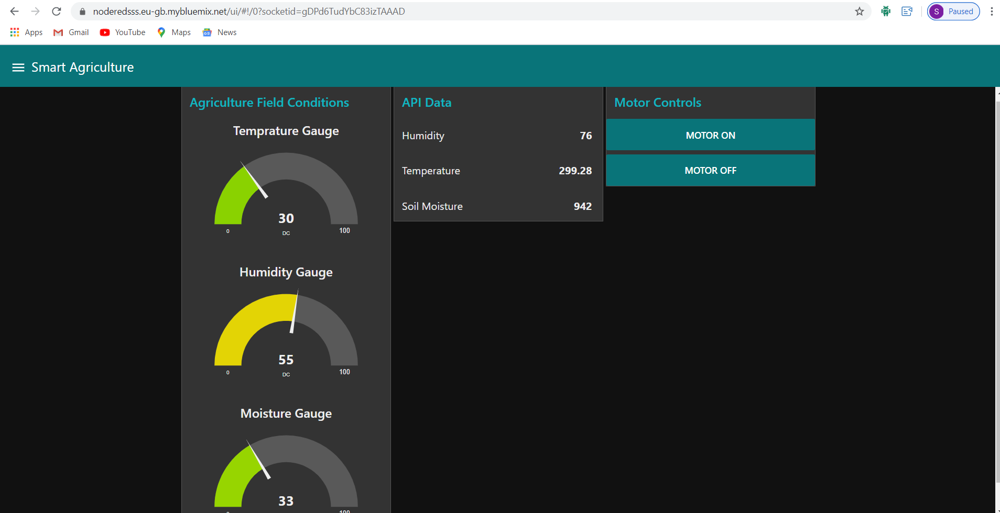 noderedsss.eu-gb.mybluemix.net/ui/#!/0?socketid=gDPd6TudYbC83izTAAAD
S Paused
Apps Gmail YouTube Maps News
Smart Agriculture
Agriculture Field Conditions
Temprature Gauge
30
DC
0 100
Humidity Gauge
55
DC
0 100
Moisture Gauge
33
100
API Data
Humidity 76
Temperature 299.28
Soil Moisture 942
Motor Controls
MOTOR ON
MOTOR OFF